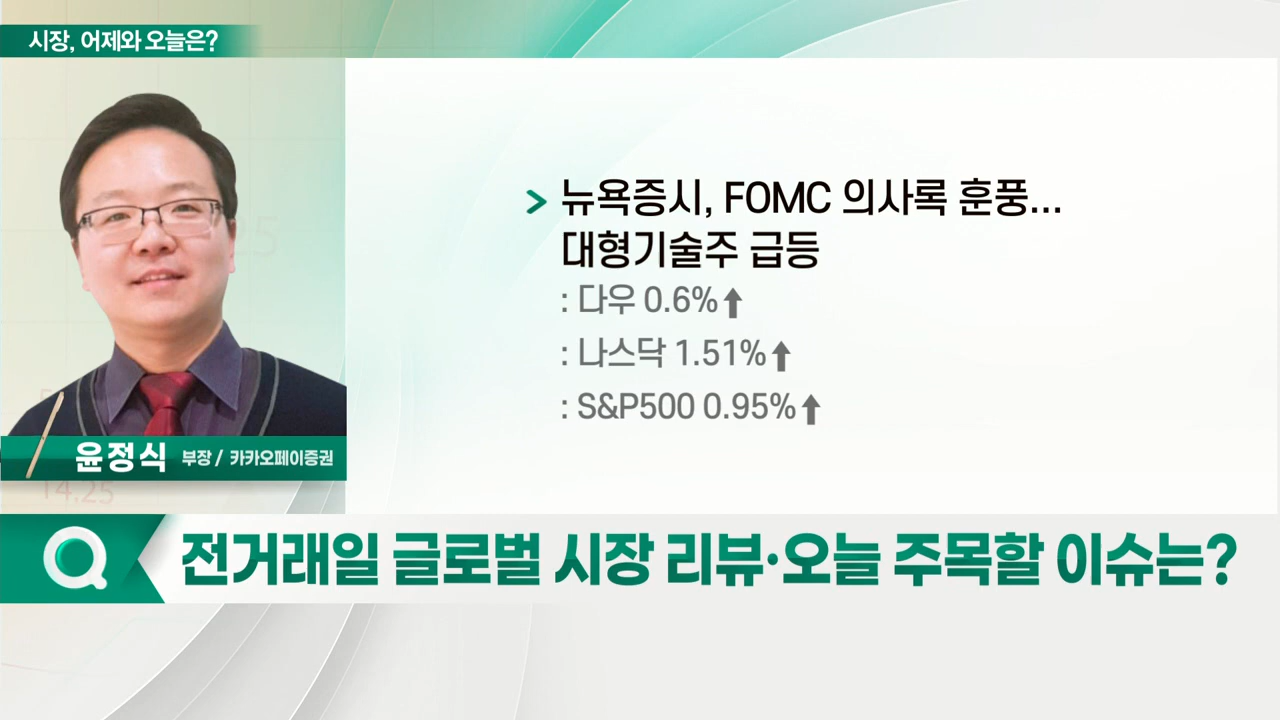 시장, 어제와 오늘은?
> 뉴욕증시, FOMC 의사록 훈풍...
대형기술주 급등
: 다우 0.6%⬆
: 나스닥 1.51%⬆
: S&P500 0.95%⬆
윤정식 부장 / 카카오페이증권
14.25
Q 전거래일 글로벌 시장 리뷰·오늘 주목할 이슈는?